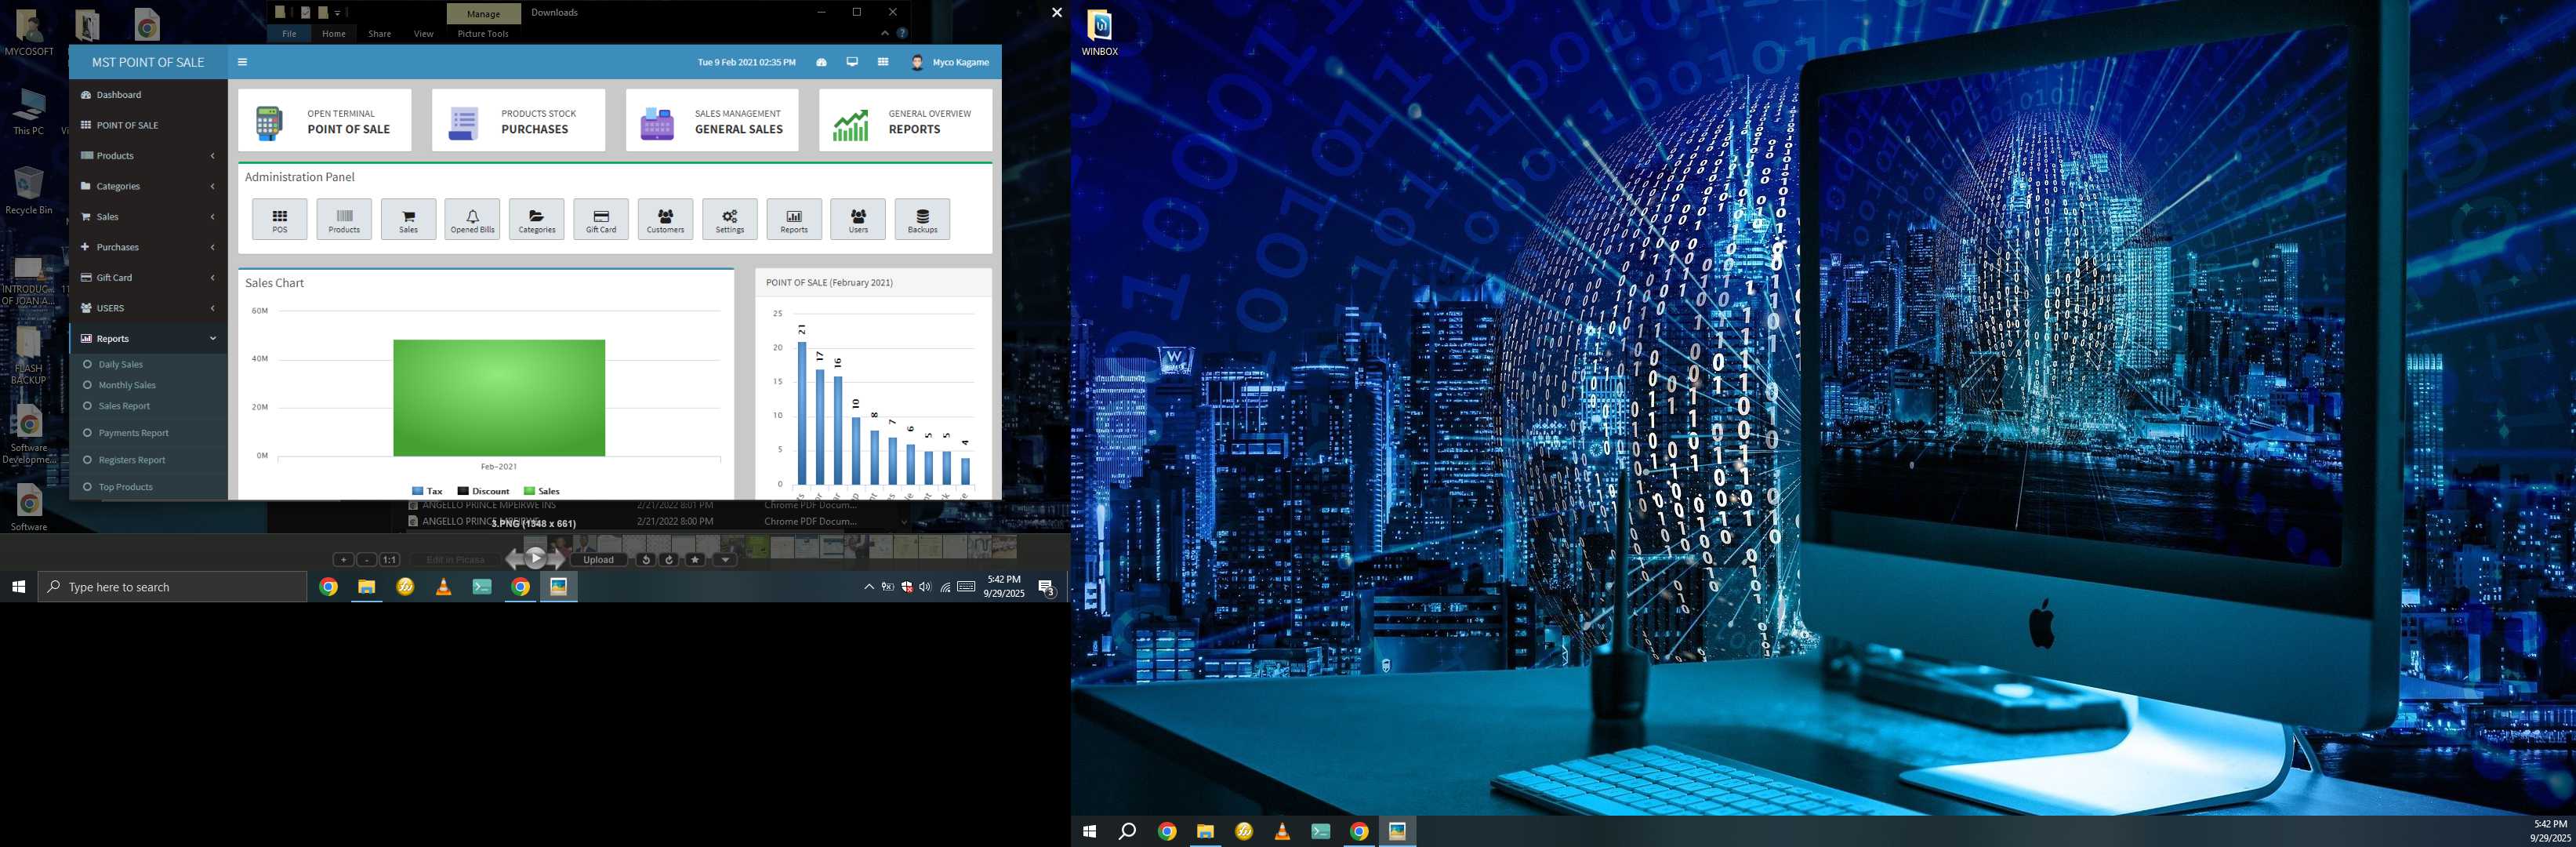 Manage
Downloads
File
Home
Share
View
Picture Tools
MYCOSOFT
This PC
Recycle Bin
INTRODUC...
OF JOAN A...
FLASH
BACKUP
Software
Developme...
Software
MST POINT OF SALE
Tue 9 Feb 2021 02:35 PM
Myco Kagame
Dashboard
POINT OF SALE
Products
Categories
Sales
Purchases
Gift Card
USERS
Reports
Daily Sales
Monthly Sales
Sales Report
Payments Report
Registers Report
Top Products
OPEN TERMINAL
POINT OF SALE
PRODUCTS STOCK
PURCHASES
SALES MANAGEMENT
GENERAL SALES
GENERAL OVERVIEW
REPORTS
Administration Panel
POS
Products
Sales
Opened Bills
Categories
Gift Card
Customers
Settings
Reports
Users
Backups
Sales Chart
60M
40M
20M
0M
Feb-2021
Tax
Discount
Sales
POINT OF SALE (February 2021)
25
20
15
10
5
0
21
17
16
10
8
7
6
5
5
4
ANGELLO PRINCE MPEIRWE INS
2/21/2022 8:01 PM
Chrome PDF Docum...
ANGELLO PRINCE
2/21/2022 8:00 PM
Chrome PDF Docum...
3.PNG (1348 x 661)
+
-
1:1
Edit in Picasa
Upload
Type here to search
5:42 PM
9/29/2025
3
WINBOX
5:42 PM
9/29/2025